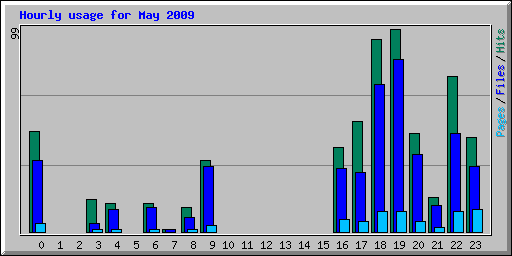 Hourly usage for May 2009
99
Pages / Files / Hits
0 1 2 3 4 5 6 7 8 9 10 11 12 13 14 15 16 17 18 19 20 21 22 23